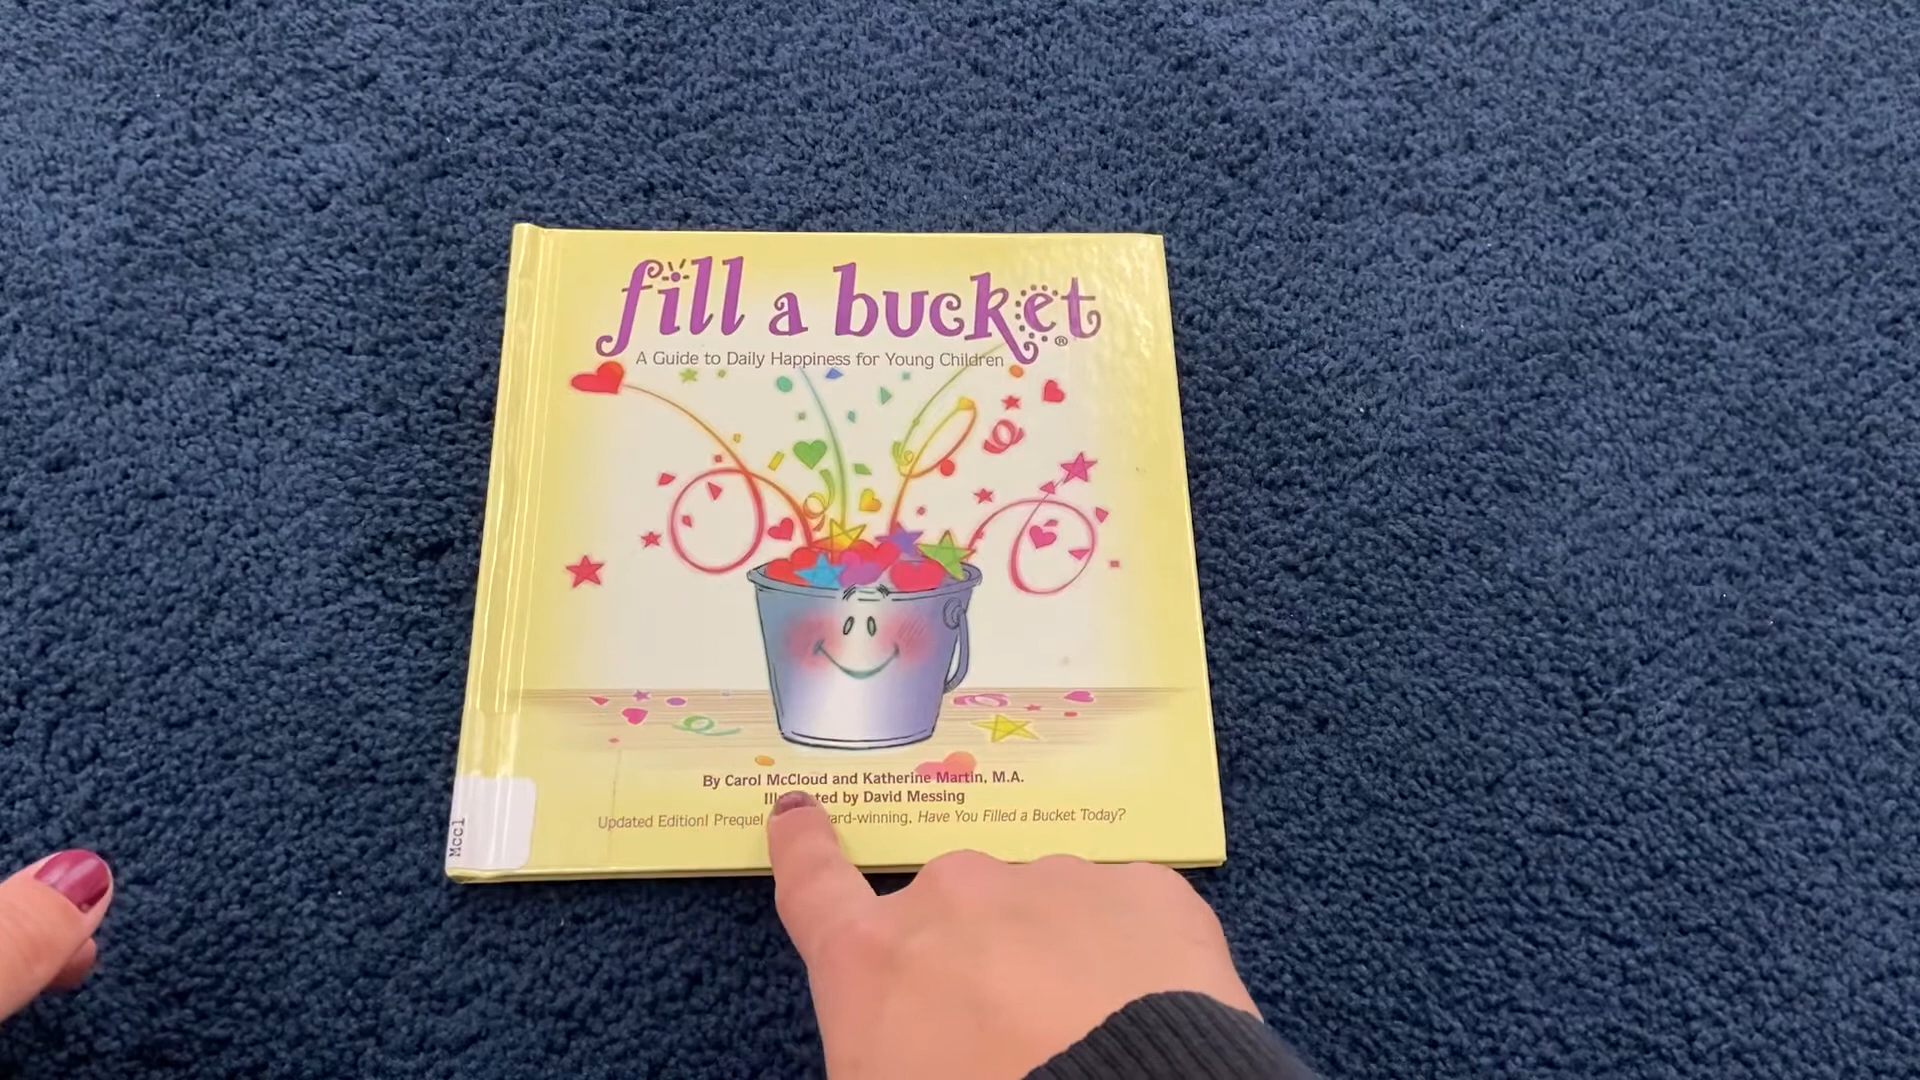 fill a bucket®
A Guide to Daily Happiness for Young Children
By Carol McCloud and Katherine Martin, M.A.
by David Messing
Updated Edition! Prequel Have You Filled a Bucket Today?
Mccl